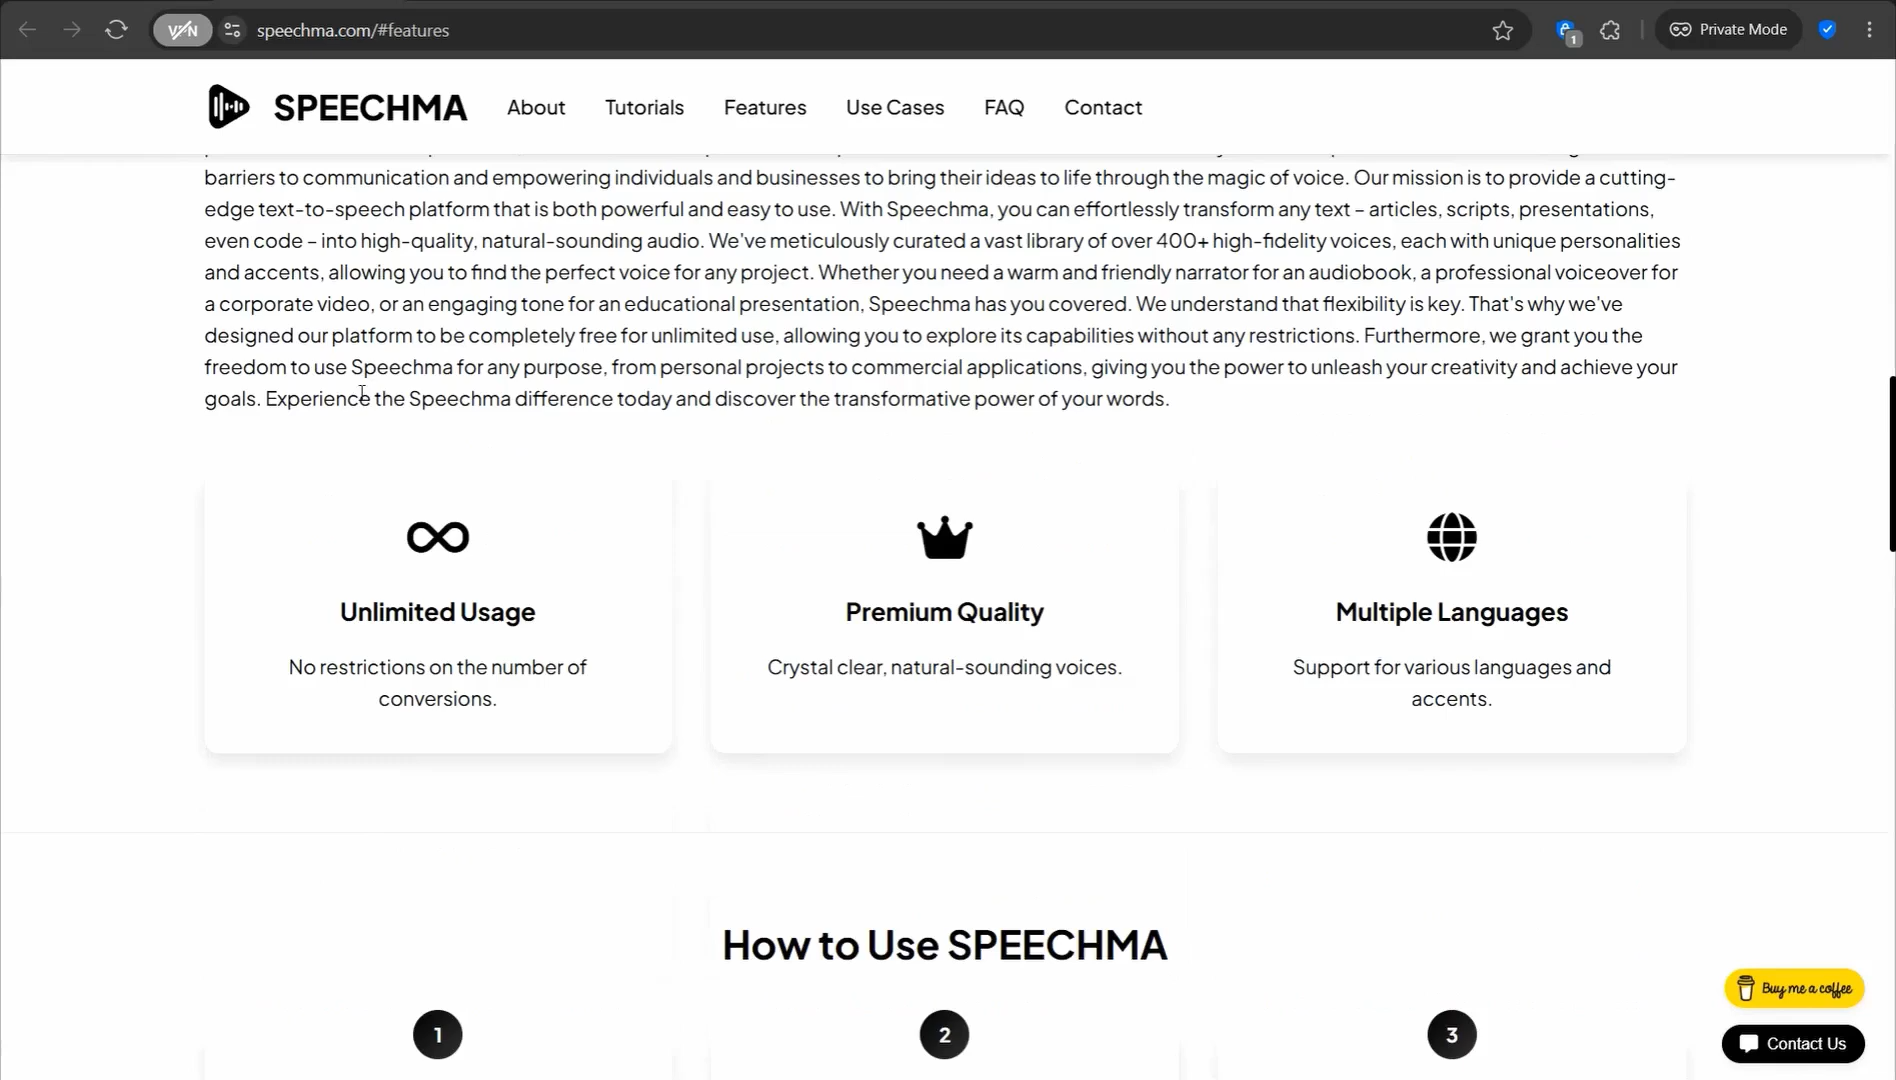 VPN
speechma.com/#features
1
Private Mode
SPEECHMA
About
Tutorials
Features
Use Cases
FAQ
Contact
barriers to communication and empowering individuals and businesses to bring their ideas to life through the magic of voice. Our mission is to provide a cutting-
edge text-to-speech platform that is both powerful and easy to use. With Speechma, you can effortlessly transform any text – articles, scripts, presentations,
even code – into high-quality, natural-sounding audio. We've meticulously curated a vast library of over 400+ high-fidelity voices, each with unique personalities
and accents, allowing you to find the perfect voice for any project. Whether you need a warm and friendly narrator for an audiobook, a professional voiceover for
a corporate video, or an engaging tone for an educational presentation, Speechma has you covered. We understand that flexibility is key. That's why we've
designed our platform to be completely free for unlimited use, allowing you to explore its capabilities without any restrictions. Furthermore, we grant you the
freedom to use Speechma for any purpose, from personal projects to commercial applications, giving you the power to unleash your creativity and achieve your
goals. Experience the Speechma difference today and discover the transformative power of your words.
Unlimited Usage
No restrictions on the number of
conversions.
Premium Quality
Crystal clear, natural-sounding voices.
Multiple Languages
Support for various languages and
accents.
How to Use SPEECHMA
1
2
3
Buy me a coffee
Contact Us